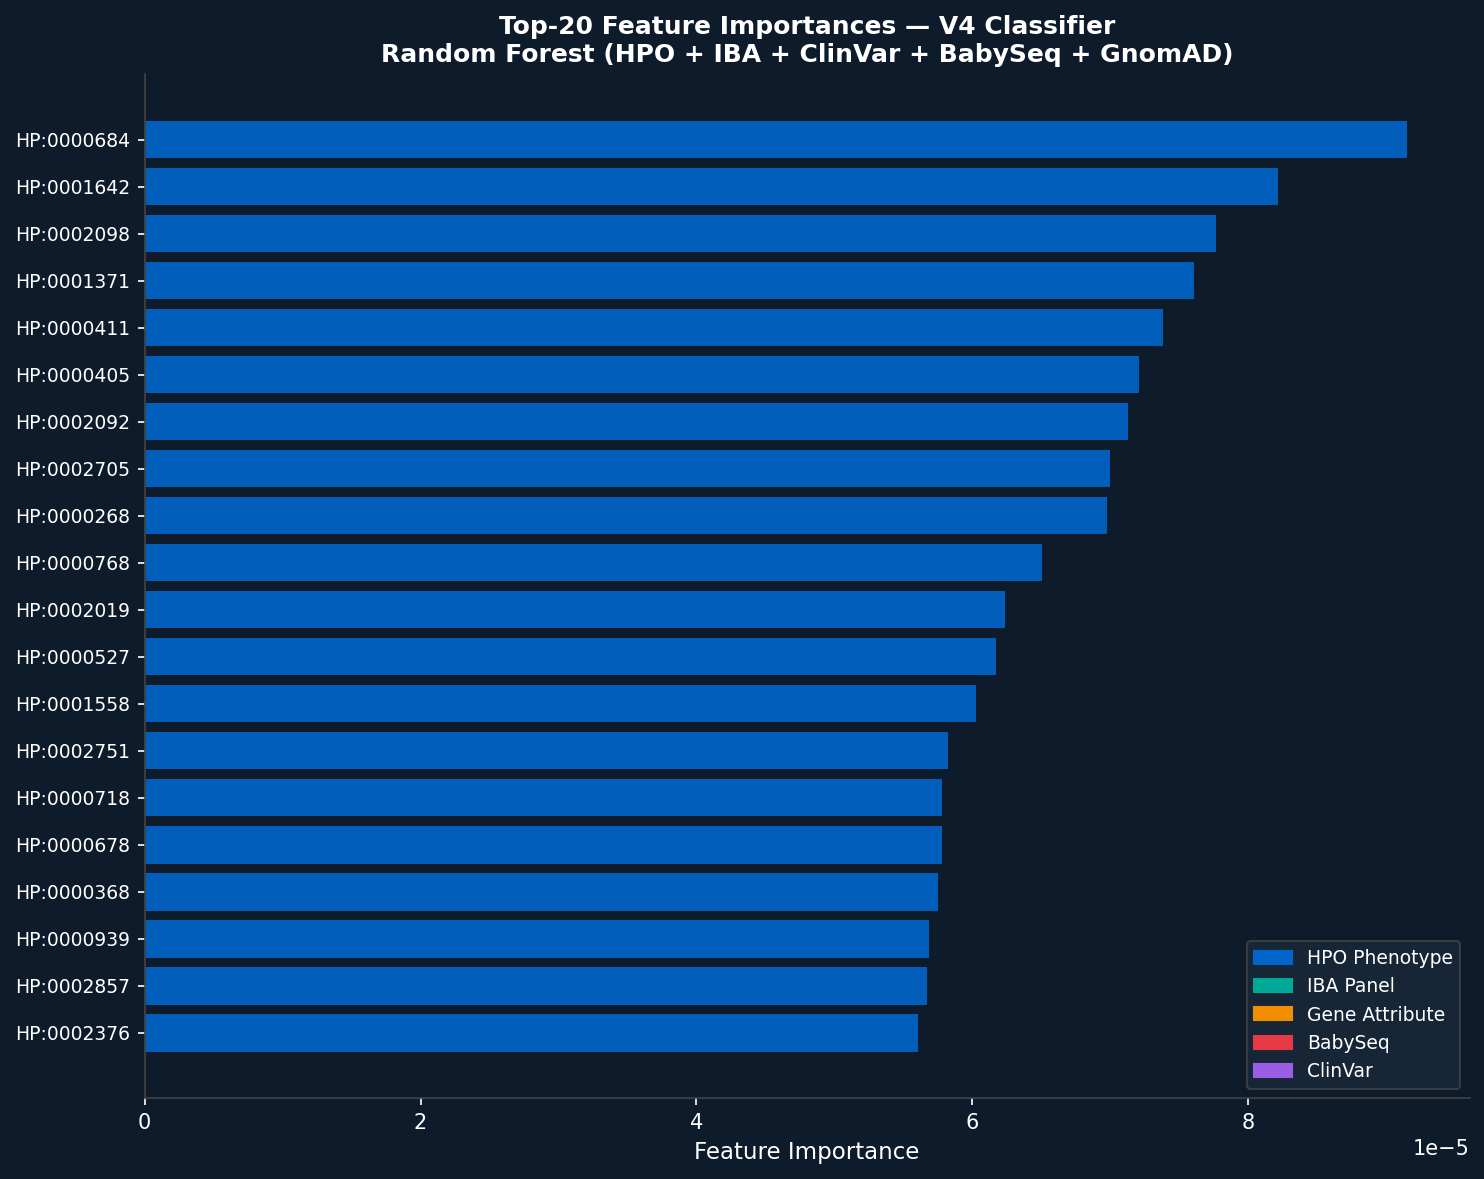 Top-20 Feature Importances — V4 Classifier
Random Forest (HPO + IBA + ClinVar + BabySeq + GnomAD)
HP:0000684
HP:0001642
HP:0002098
HP:0001371
HP:0000411
HP:0000405
HP:0002092
HP:0002705
HP:0000268
HP:0000768
HP:0002019
HP:0000527
HP:0001558
HP:0002751
HP:0000718
HP:0000678
HP:0000368
HP:0000939
HP:0002857
HP:0002376
HPO Phenotype
IBA Panel
Gene Attribute
BabySeq
ClinVar
0 2 4 6 8
Feature Importance
1e−5